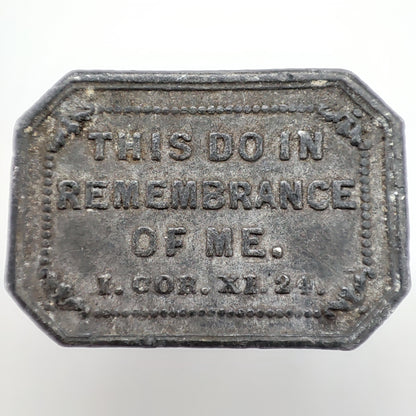 THIS DO IN
REMEMBRANCE
OF ME.
I. COR. XI. 24.